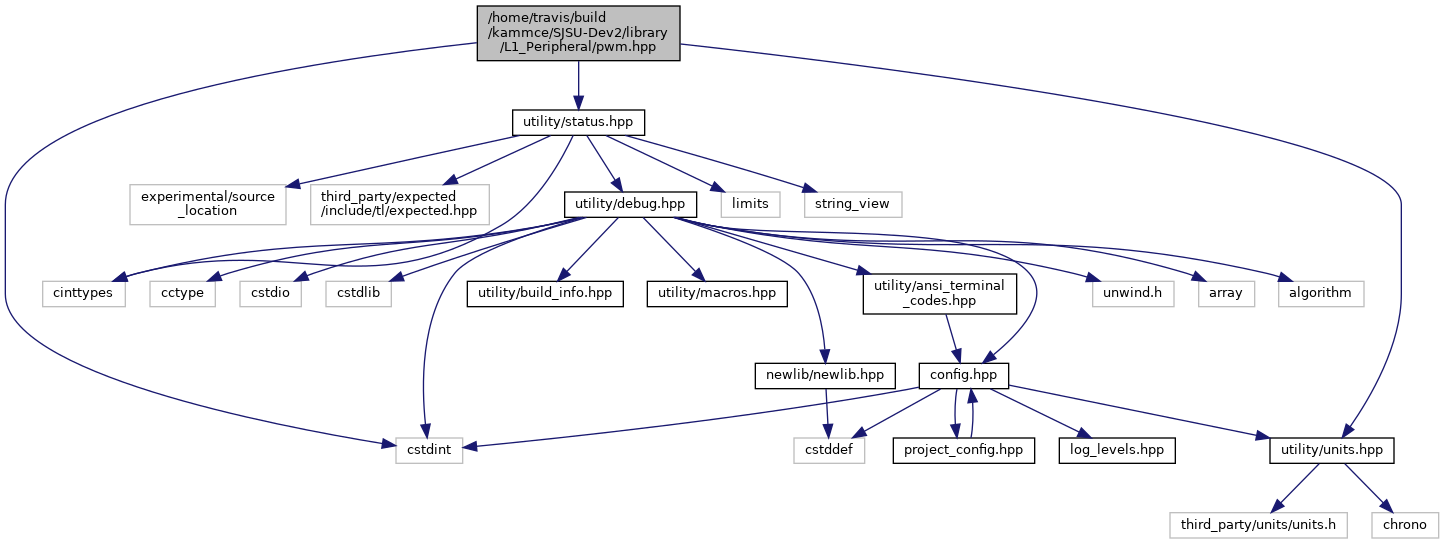 /home/travis/build
/kammce/SJSU-Dev2/library
/L1_Peripheral/pwm.hpp
utility/status.hpp
experimental/source
_location
third_party/expected
/include/tl/expected.hpp
utility/debug.hpp
limits
string_view
cinttypes
cctype
cstdio
cstdlib
utility/build_info.hpp
utility/macros.hpp
utility/ansi_terminal
_codes.hpp
unwind.h
array
algorithm
newlib/newlib.hpp
config.hpp
cstdint
cstddef
project_config.hpp
log_levels.hpp
utility/units.hpp
third_party/units/units.h
chrono